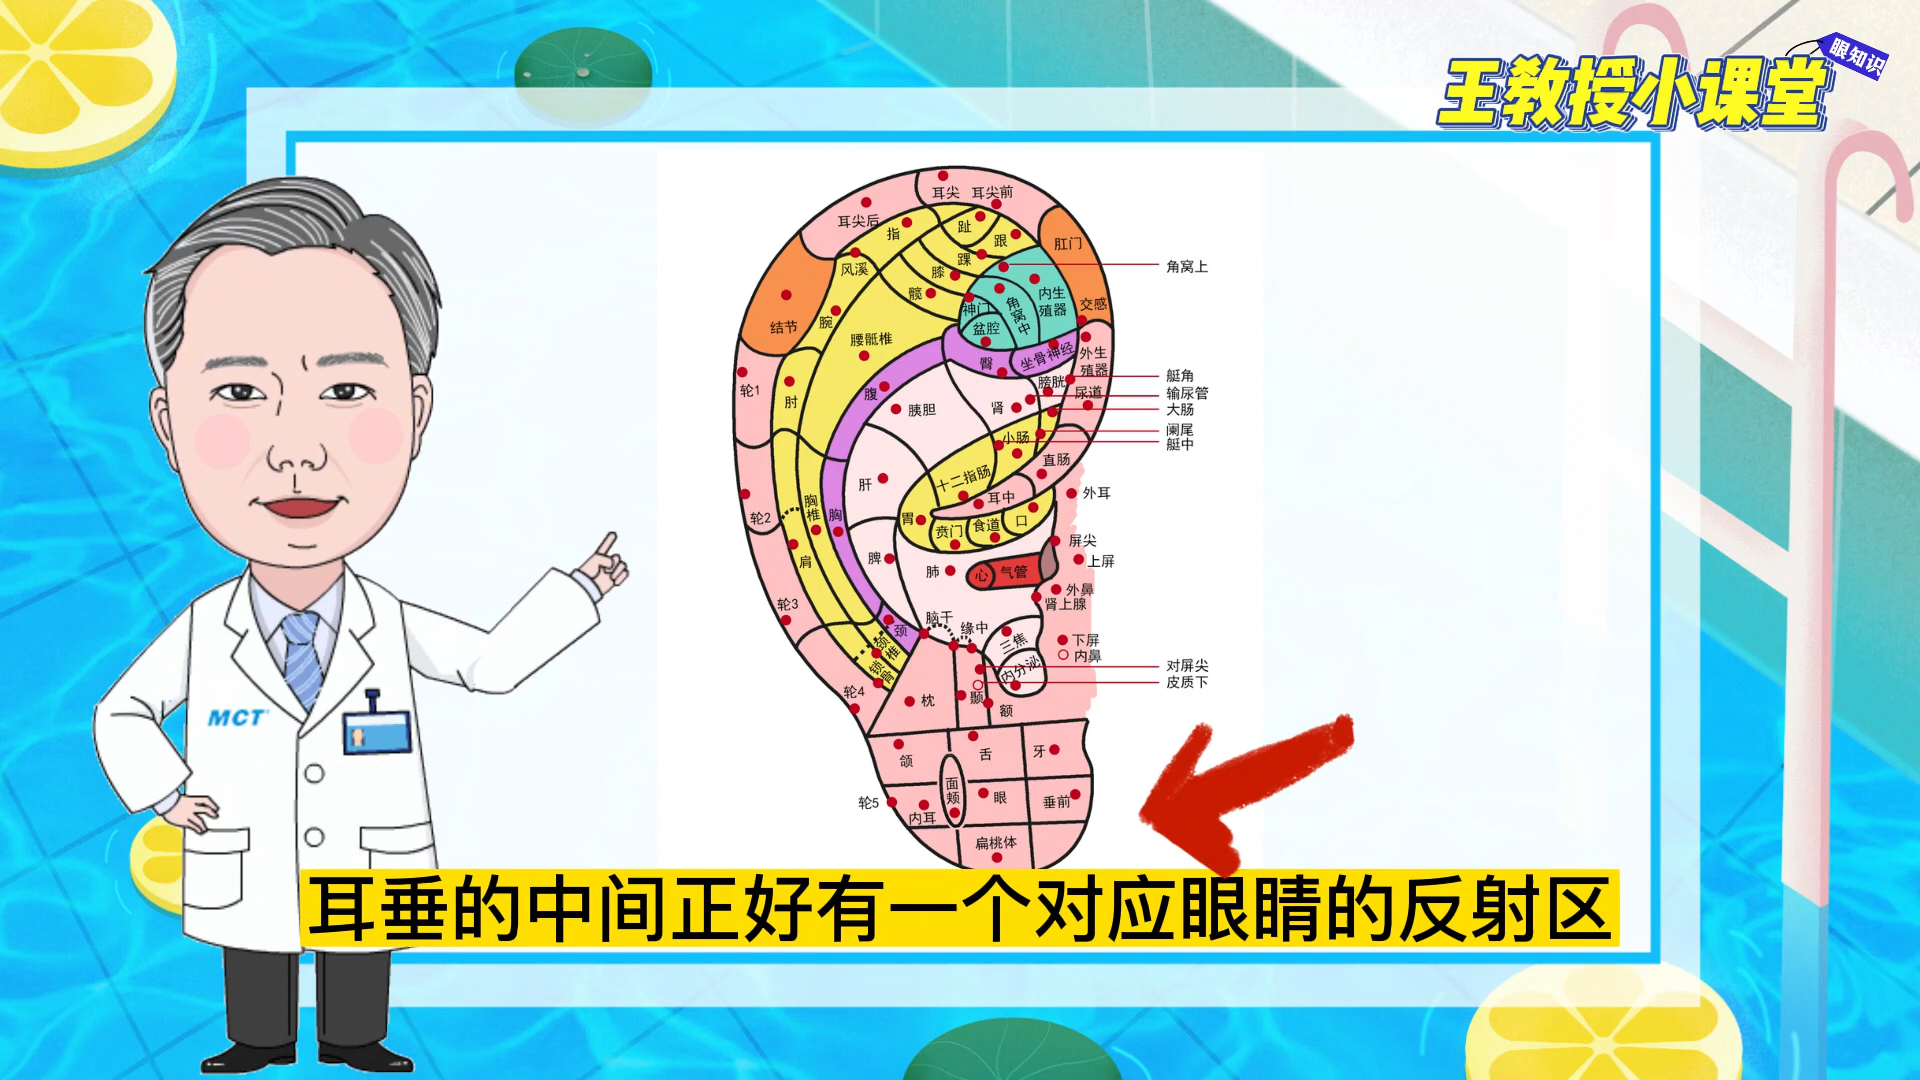 眼知识
王教授小课堂
耳尖
耳尖前
耳尖后
指
趾
跟
肛门
风溪
膝
踝
髋
角窝上
神门
角窝中
内生殖器
交感
结节
腕
盆腔
腰骶椎
臀
坐骨神经
外生殖器
轮1
肘
腹
胰胆
肾
膀胱
尿道
艇角
输尿管
大肠
阑尾
艇中
小肠
直肠
十二指肠
肝
耳中
外耳
轮2
胸椎
胸
胃
贲门
食道
口
屏尖
上屏
肩
脾
肺
心
气管
外鼻
肾上腺
轮3
脑干
缘中
颈
三焦
下屏
内鼻
颈椎
锁骨
内分泌
对屏尖
皮质下
轮4
枕
颞
额
颌
舌
牙
面颊
眼
垂前
轮5
内耳
扁桃体
MCT
耳垂的中间正好有一个对应眼睛的反射区